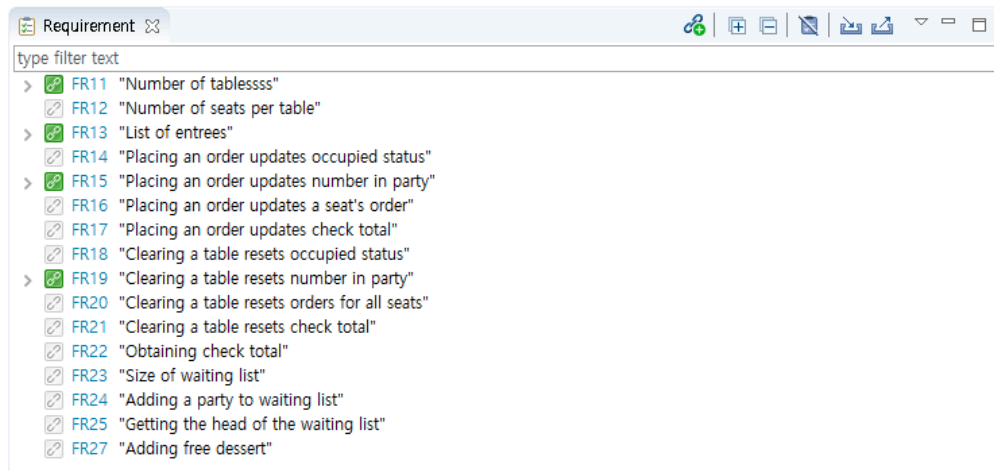 Requirement
type filter text
FR11 "Number of tablessss"
FR12 "Number of seats per table"
FR13 "List of entrees"
FR14 "Placing an order updates occupied status"
FR15 "Placing an order updates number in party"
FR16 "Placing an order updates a seat's order"
FR17 "Placing an order updates check total"
FR18 "Clearing a table resets occupied status"
FR19 "Clearing a table resets number in party"
FR20 "Clearing a table resets orders for all seats"
FR21 "Clearing a table resets check total"
FR22 "Obtaining check total"
FR23 "Size of waiting list"
FR24 "Adding a party to waiting list"
FR25 "Getting the head of the waiting list"
FR27 "Adding free dessert"